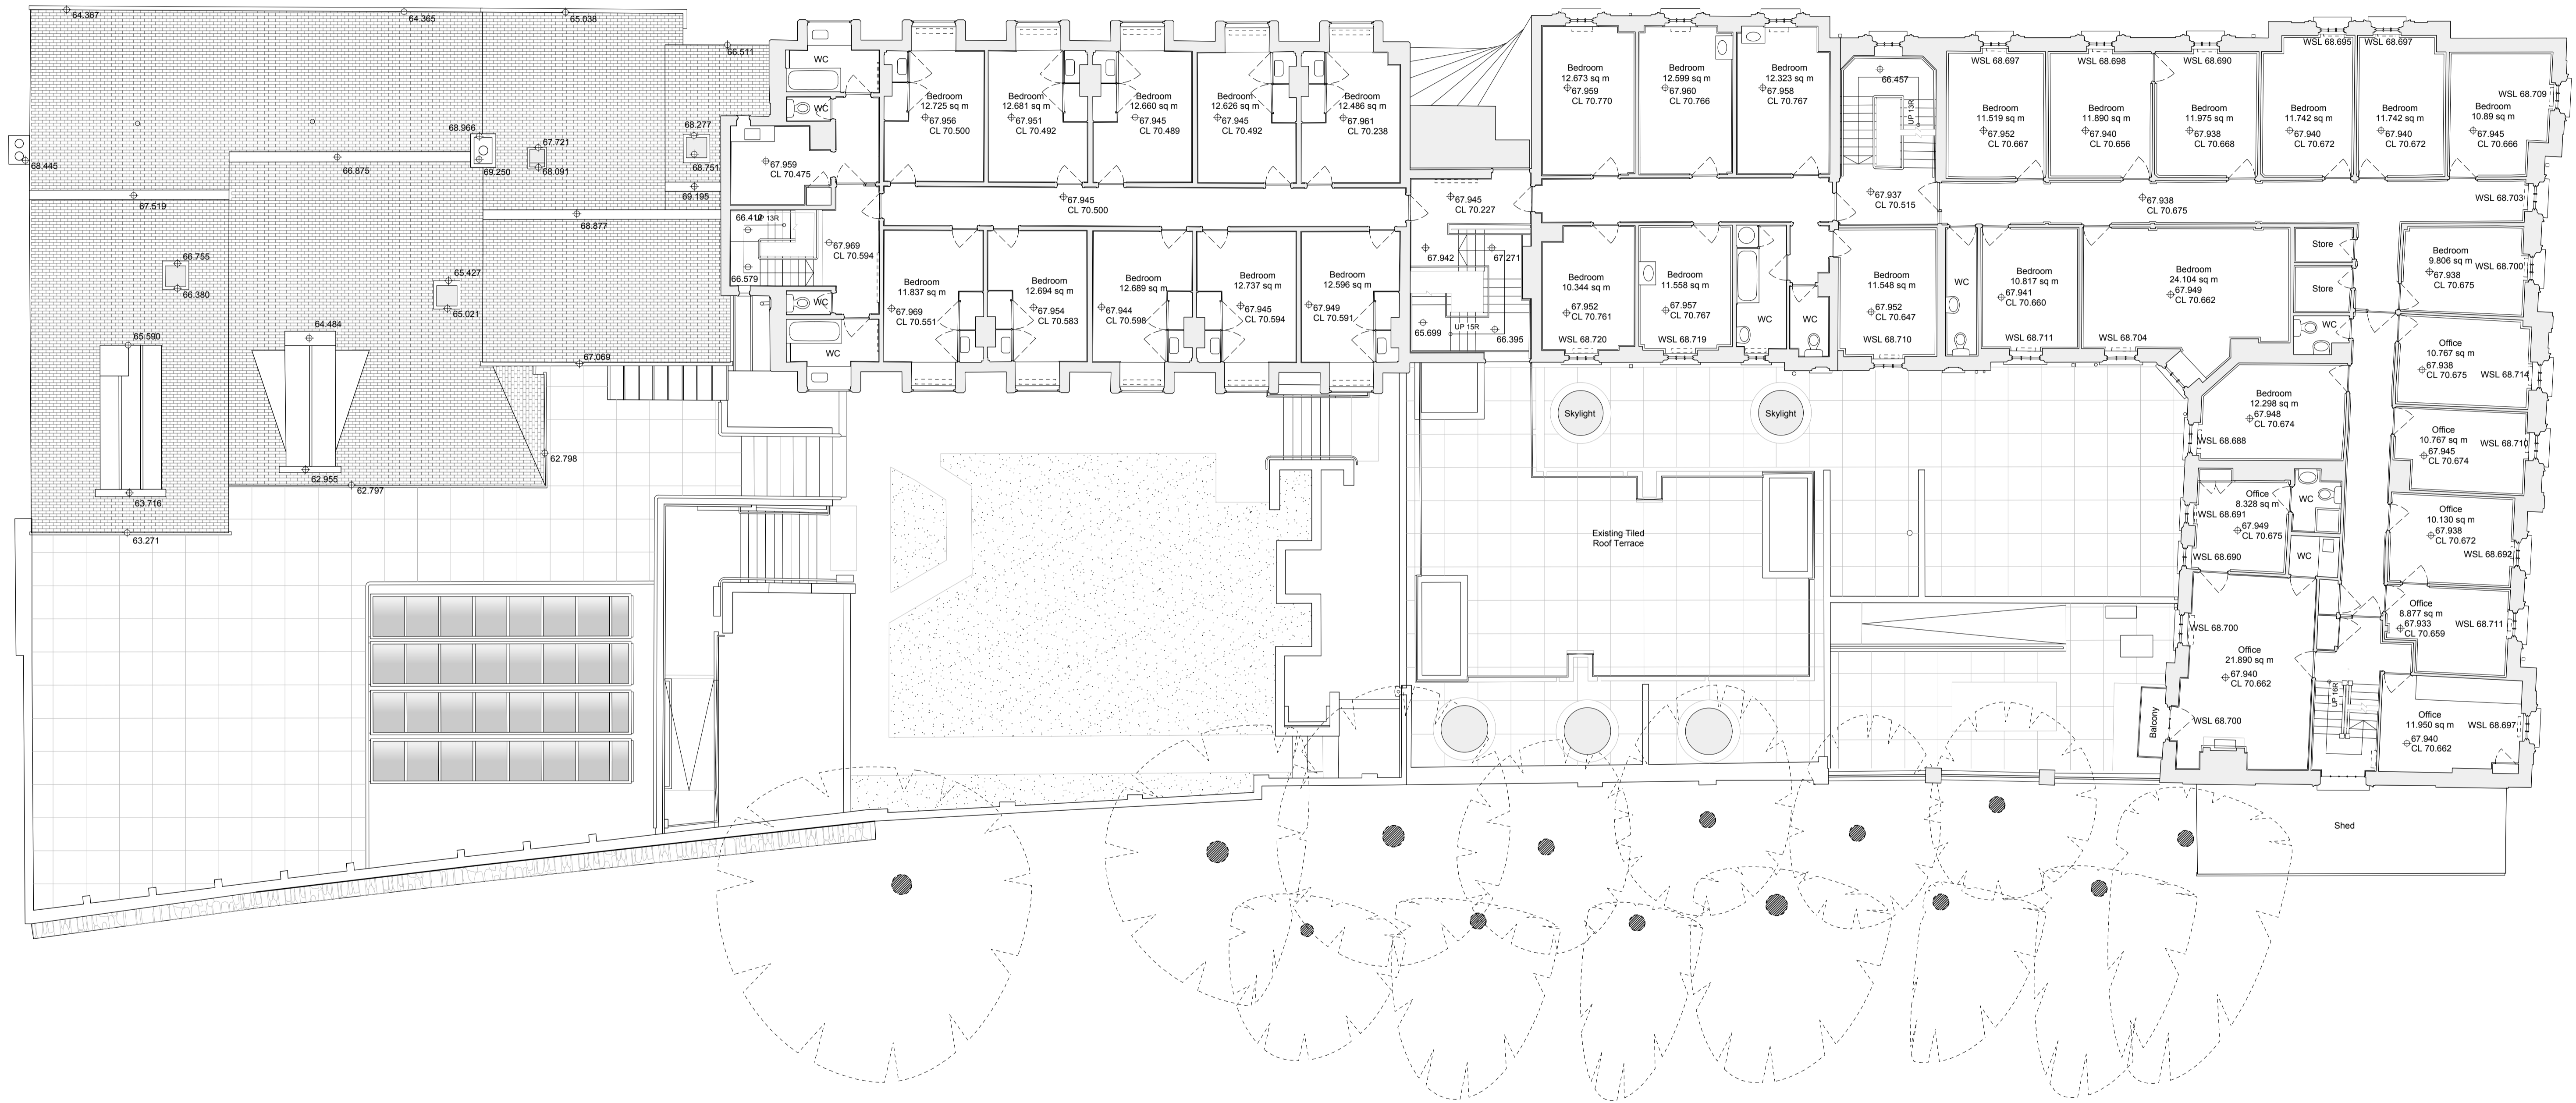 64.367
64.365
65.038
66.511
68.966
68.445
66.875
69.250
67.721
68.091
68.277
68.751
69.195
67.519
68.877
66.755
66.380
65.427
65.021
65.590
64.484
67.069
62.798
62.955
62.797
63.716
63.271
WC
WC
67.959
CL 70.475
66.412
UP 13R
67.969
CL 70.594
66.579
WC
WC
Bedroom
12.725 sq m
67.956
CL 70.500
Bedroom
12.681 sq m
67.951
CL 70.492
Bedroom
12.660 sq m
67.945
CL 70.489
Bedroom
12.626 sq m
67.945
CL 70.492
Bedroom
12.486 sq m
67.961
CL 70.238
67.945
CL 70.500
Bedroom
11.837 sq m
67.969
CL 70.551
Bedroom
12.694 sq m
67.954
CL 70.583
Bedroom
12.689 sq m
67.944
CL 70.598
Bedroom
12.737 sq m
67.945
CL 70.594
Bedroom
12.596 sq m
67.949
CL 70.591
67.945
CL 70.227
67.942
67.271
65.699
UP 15R
66.395
Bedroom
12.673 sq m
67.959
CL 70.770
Bedroom
12.599 sq m
67.960
CL 70.766
Bedroom
12.323 sq m
67.958
CL 70.767
66.457
UP 13R
67.937
CL 70.515
Bedroom
10.344 sq m
67.952
CL 70.761
WSL 68.720
Bedroom
11.558 sq m
67.957
CL 70.767
WSL 68.719
WC
WC
Bedroom
11.548 sq m
67.952
CL 70.647
WSL 68.710
WC
Bedroom
10.817 sq m
67.941
CL 70.660
WSL 68.711
Bedroom
24.104 sq m
67.949
CL 70.662
WSL 68.704
Store
Store
WC
WSL 68.697
Bedroom
11.519 sq m
67.952
CL 70.667
WSL 68.698
Bedroom
11.890 sq m
67.940
CL 70.656
WSL 68.690
Bedroom
11.975 sq m
67.938
CL 70.668
WSL 68.695
Bedroom
11.742 sq m
67.940
CL 70.672
WSL 68.697
Bedroom
11.742 sq m
67.940
CL 70.672
WSL 68.709
Bedroom
10.89 sq m
67.945
CL 70.666
67.938
CL 70.675
WSL 68.703
Bedroom
9.806 sq m
WSL 68.700
67.938
CL 70.675
Office
10.767 sq m
67.938
CL 70.675
WSL 68.714
Bedroom
12.298 sq m
67.948
CL 70.674
WSL 68.688
Office
10.767 sq m
WSL 68.710
67.945
CL 70.674
Office
8.328 sq m
WSL 68.691
67.949
CL 70.675
WSL 68.690
WC
WC
Office
10.130 sq m
67.938
CL 70.672
WSL 68.692
Office
8.877 sq m
67.933
CL 70.659
WSL 68.711
WSL 68.700
Office
21.890 sq m
67.940
CL 70.662
WSL 68.700
Balcony
UP 16R
Office
11.950 sq m
WSL 68.697
67.940
CL 70.662
Skylight
Skylight
Existing Tiled
Roof Terrace
Shed